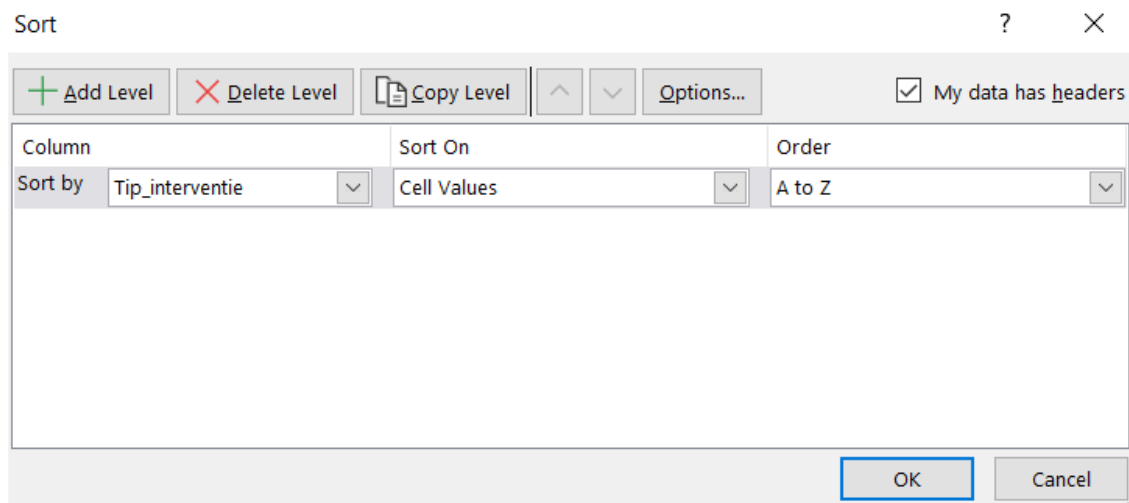 Sort ?
Add Level Delete Level Copy Level Options... My data has headers
Column Sort On Order
Sort by Tip_interventie Cell Values A to Z
OK Cancel